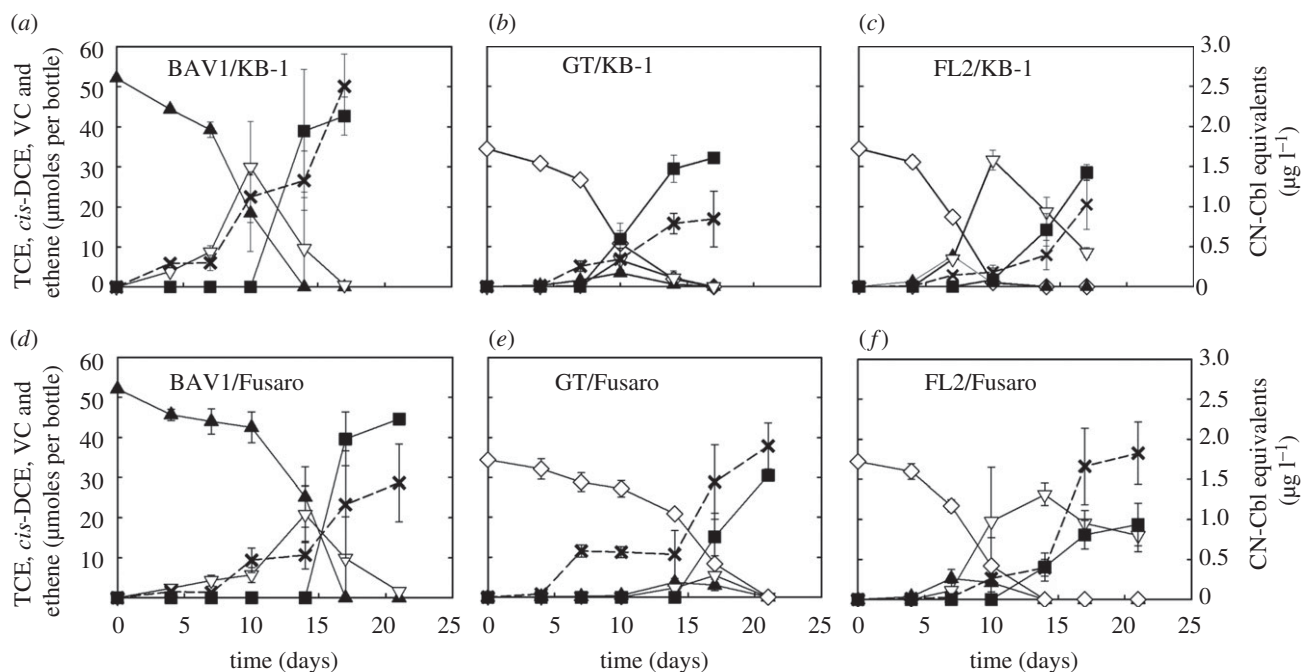 (a) (b) (c)
BAV1/KB-1 GT/KB-1 FL2/KB-1
TCE, cis-DCE, VC and
ethene (µmoles per bottle)
60
50
40
30
20
10
0
3.0
2.5
2.0
1.5
1.0
0.5
0
CN-Cbl equivalents
(µg l⁻¹)
(d) (e) (f)
BAV1/Fusaro GT/Fusaro FL2/Fusaro
TCE, cis-DCE, VC and
ethene (µmoles per bottle)
60
50
40
30
20
10
0
3.0
2.5
2.0
1.5
1.0
0.5
0
CN-Cbl equivalents
(µg l⁻¹)
0 5 10 15 20 25 0 5 10 15 20 25 0 5 10 15 20 25
time (days) time (days) time (days)